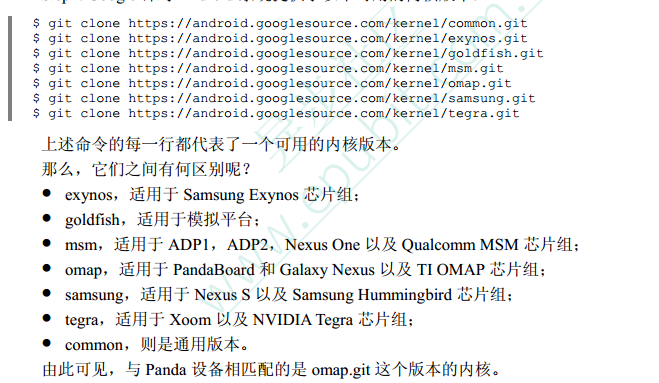 $ git clone https://android.googlesource.com/kernel/common.git
$ git clone https://android.googlesource.com/kernel/exynos.git
$ git clone https://android.googlesource.com/kernel/goldfish.git
$ git clone https://android.googlesource.com/kernel/msm.git
$ git clone https://android.googlesource.com/kernel/omap.git
$ git clone https://android.googlesource.com/kernel/samsung.git
$ git clone https://android.googlesource.com/kernel/tegra.git
上述命令的每一行都代表了一个可用的内核版本。
那么，它们之间有何区别呢？
● exynos，适用于 Samsung Exynos 芯片组；
● goldfish，适用于模拟平台；
● msm，适用于 ADP1，ADP2，Nexus One 以及 Qualcomm MSM 芯片组；
● omap，适用于 PandaBoard 和 Galaxy Nexus 以及 TI OMAP 芯片组；
● samsung，适用于 Nexus S 以及 Samsung Hummingbird 芯片组；
● tegra，适用于 Xoom 以及 NVIDIA Tegra 芯片组；
● common，则是通用版本。
由此可见，与 Panda 设备相匹配的是 omap.git 这个版本的内核。